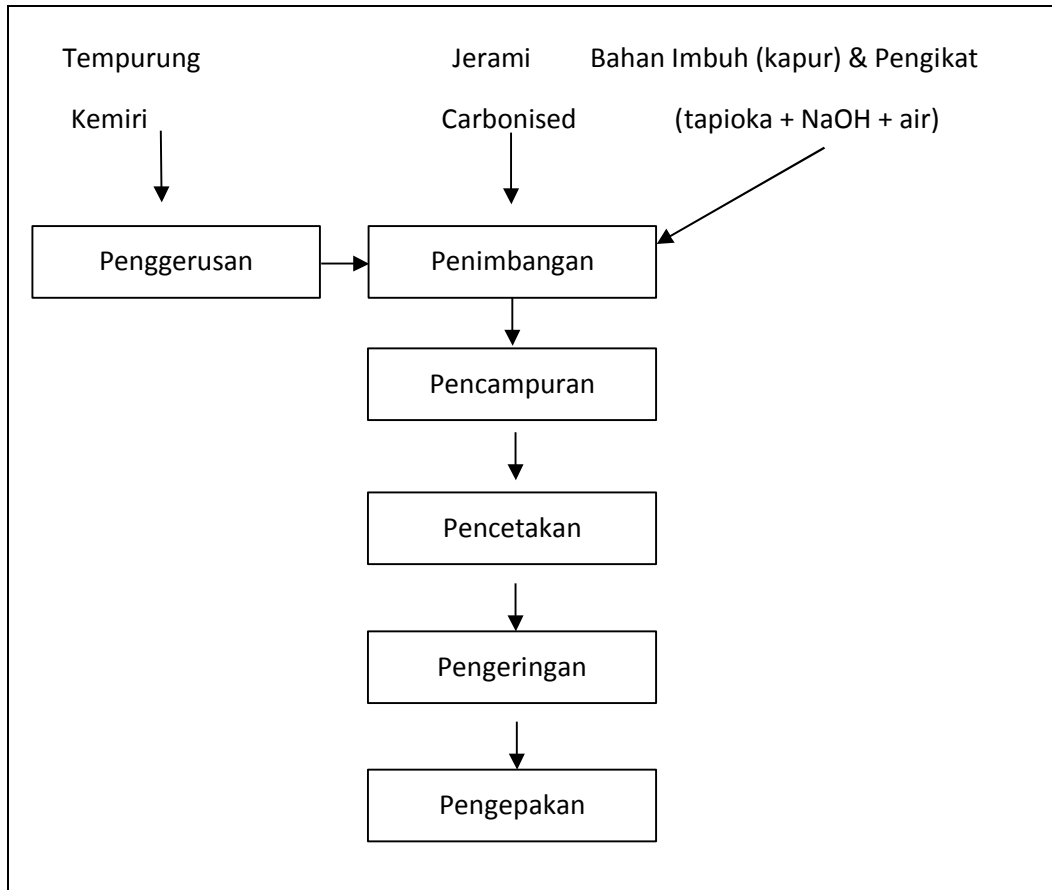 Tempurung Jerami Bahan Imbuh (kapur) & Pengikat
Kemiri Carbonised (tapioka + NaOH + air)
Penggerusan Penimbangan
Pencampuran
Pencetakan
Pengeringan
Pengepakan